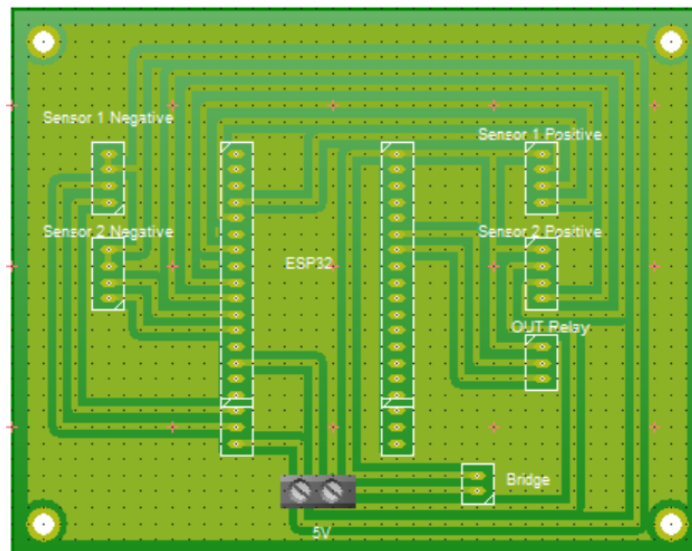 Sensor 1 Negative
Sensor 1 Positive
Sensor 2 Negative
Sensor 2 Positive
ESP32
OUT Relay
Bridge
5V